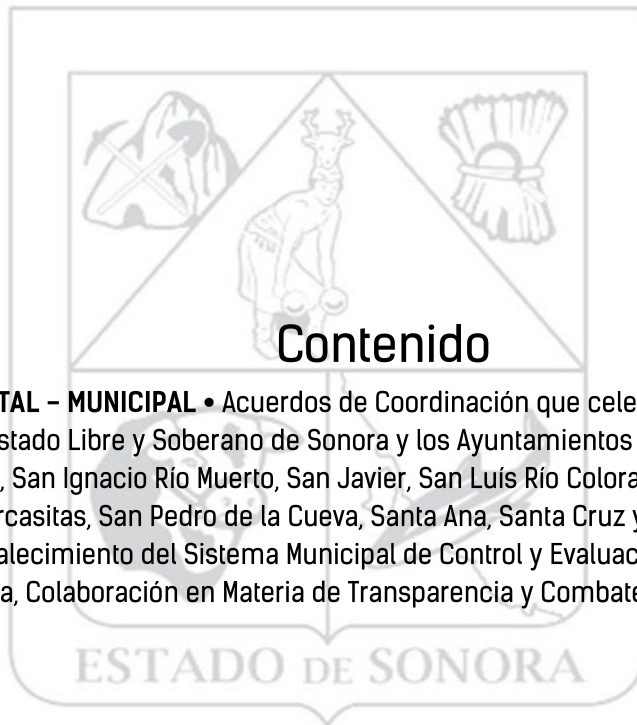 Contenido
TAL – MUNICIPAL • Acuerdos de Coordinación que cele
stado Libre y Soberano de Sonora y los Ayuntamientos
, San Ignacio Río Muerto, San Javier, San Luís Río Colora
rcasitas, San Pedro de la Cueva, Santa Ana, Santa Cruz y
alecimiento del Sistema Municipal de Control y Evaluac
a, Colaboración en Materia de Transparencia y Combate
ESTADO DE SONORA